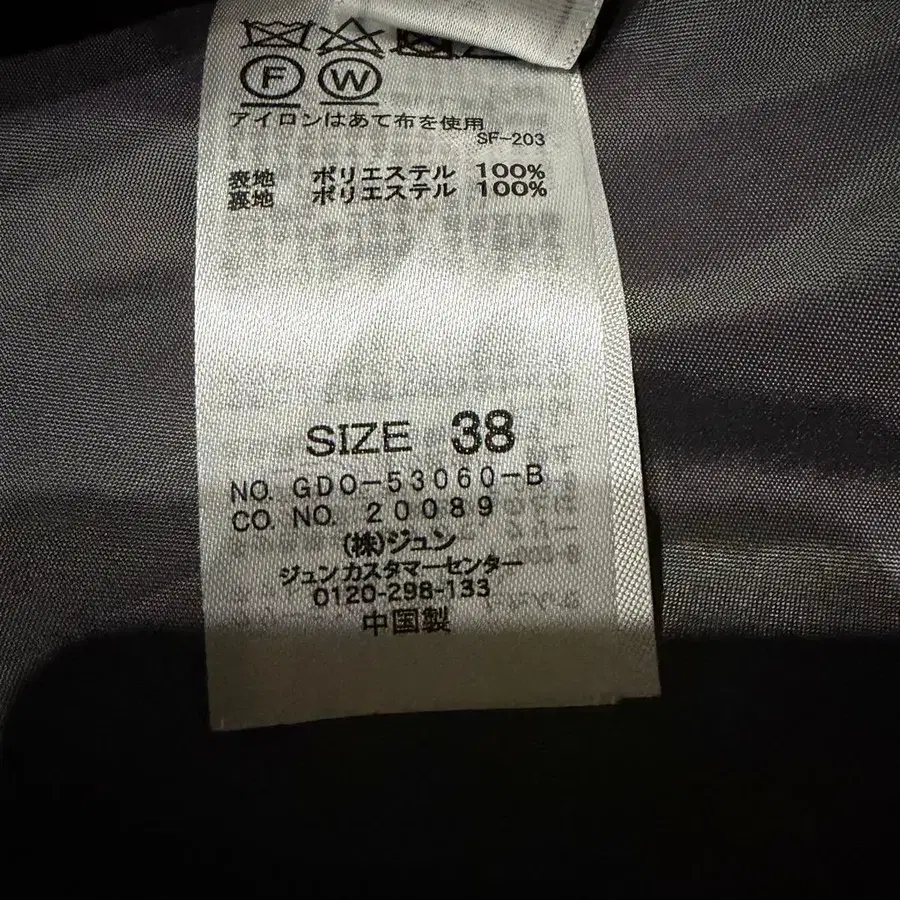 F W
アイロンはあて布を使用
SF-203
表地 ポリエステル 100%
裏地 ポリエステル 100%
SIZE 38
NO. GDO-53060-B
CO. NO. 20089
(株)ジュン
ジュンカスタマーセンター
0120-298-133
中国製